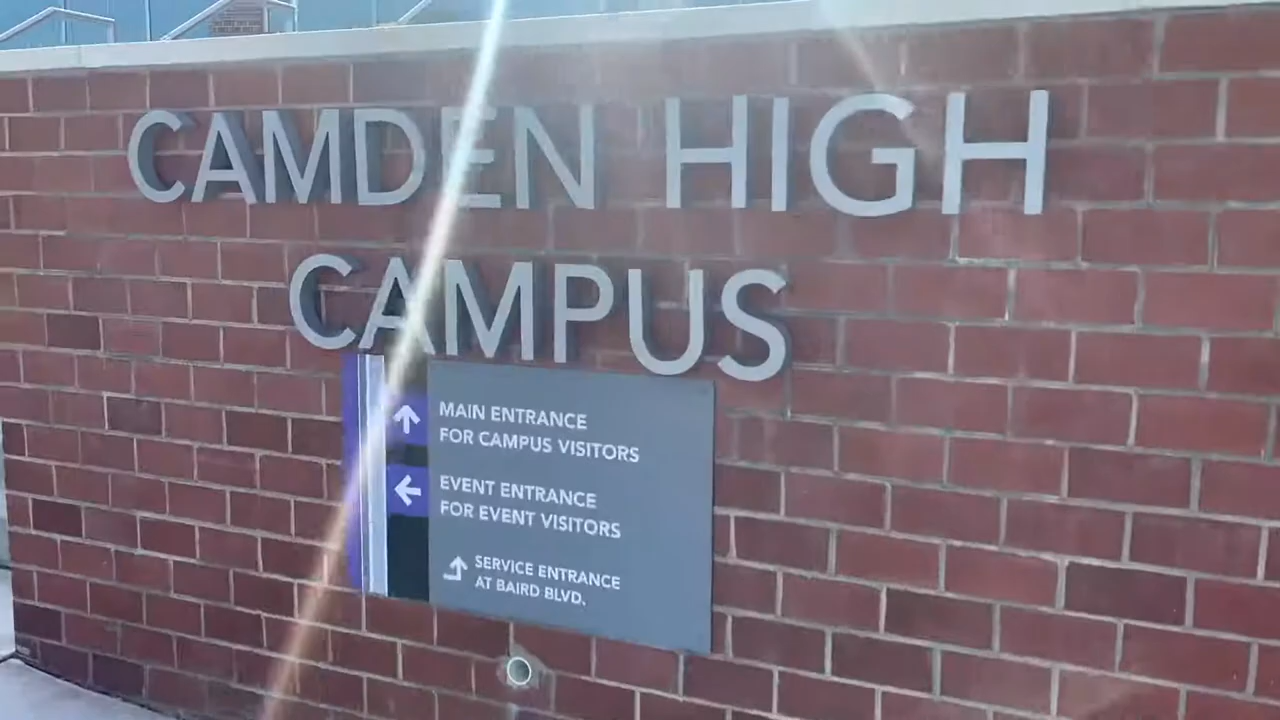 CAMDEN HIGH
CAMPUS
MAIN ENTRANCE
FOR CAMPUS VISITORS
EVENT ENTRANCE
FOR EVENT VISITORS
SERVICE ENTRANCE
AT BAIRD BLVD.